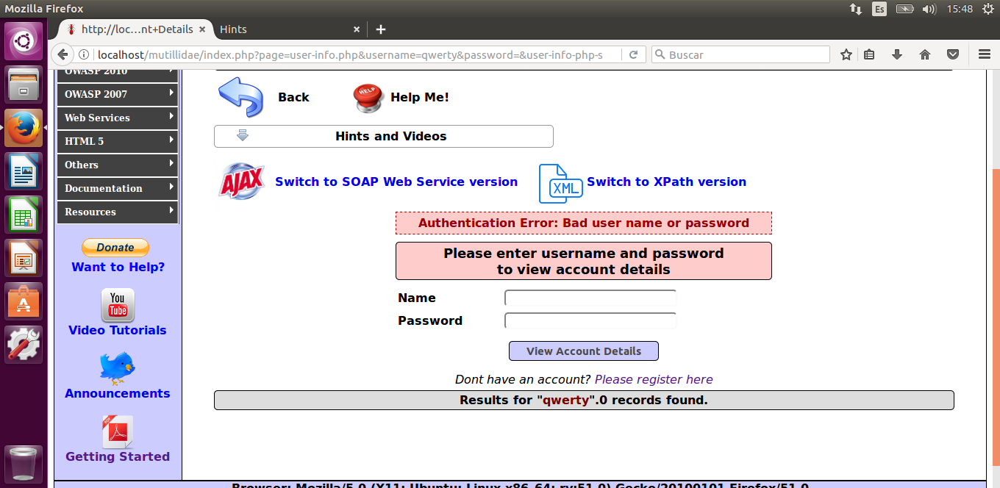 Mozilla Firefox
Es
15:48
http://loc...nt+Details
Hints
localhost/mutillidae/index.php?page=user-info.php&username=qwerty&password=&user-info-php-s
Buscar
OWASP 2010
OWASP 2007
Web Services
HTML 5
Others
Documentation
Resources
Donate
Want to Help?
You
Tube
Video Tutorials
Announcements
PDF
Getting Started
Back
HELP
Help Me!
Hints and Videos
AJAX
Switch to SOAP Web Service version
XML
Switch to XPath version
Authentication Error: Bad user name or password
Please enter username and password
to view account details
Name
Password
View Account Details
Dont have an account? Please register here
Results for "qwerty".0 records found.
Browser: Mozilla/5.0 (X11; Ubuntu; Linux x86_64; rv:51.0) Gecko/20100101 Firefox/51.0